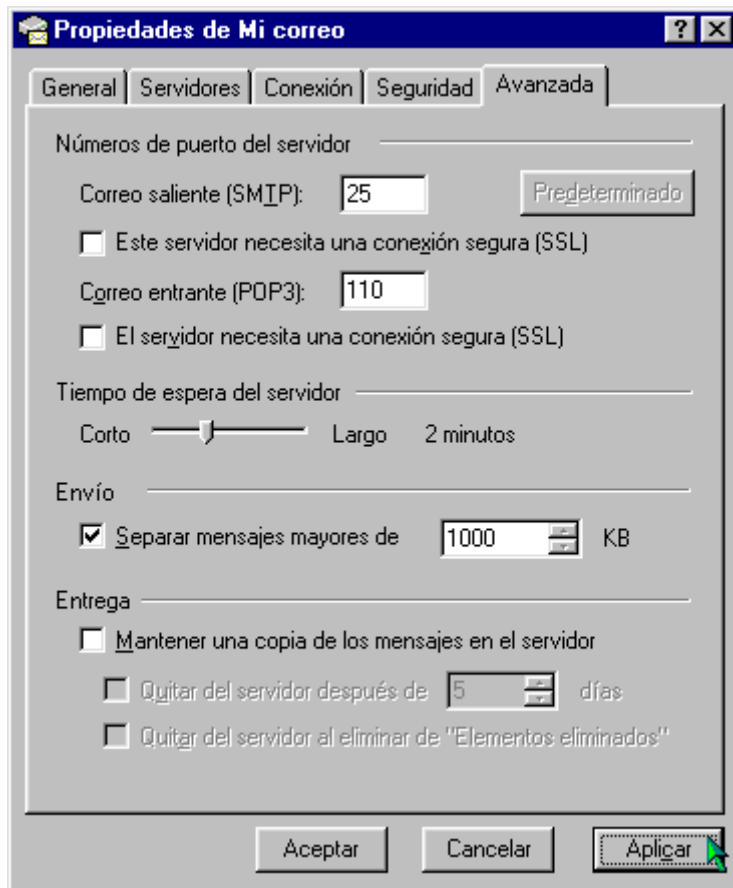 Propiedades de Mi correo
General Servidores Conexión Seguridad Avanzada
Números de puerto del servidor
Correo saliente (SMTP): 25 Predeterminado
Este servidor necesita una conexión segura (SSL)
Correo entrante (POP3): 110
El servidor necesita una conexión segura (SSL)
Tiempo de espera del servidor
Corto Largo 2 minutos
Envío
Separar mensajes mayores de 1000 KB
Entrega
Mantener una copia de los mensajes en el servidor
Quitar del servidor después de 5 días
Quitar del servidor al eliminar de "Elementos eliminados"
Aceptar Cancelar Aplicar